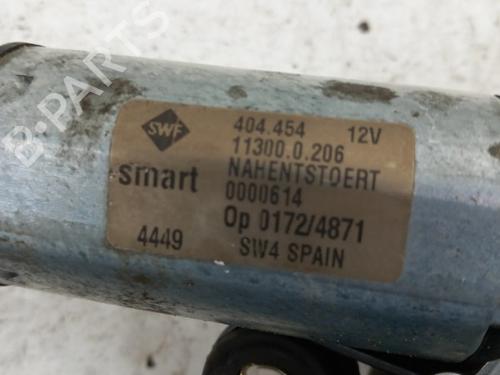 B-PARTS
SWF 404.454 12V
11300.0.206
smart NAHENTSTOERT
0000614
Op 0172/4871
4449 SW4 SPAIN